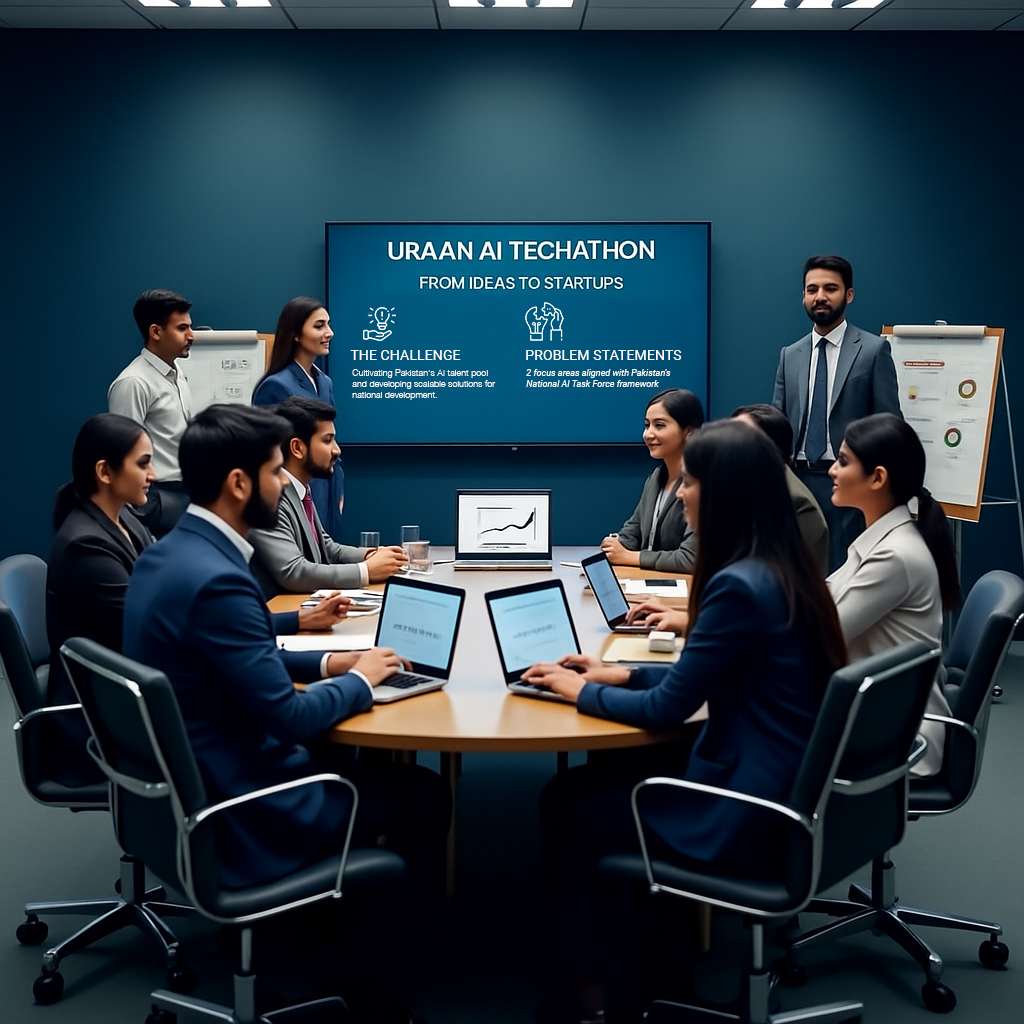 URAAN AI TECHATHON
FROM IDEAS TO STARTUPS
THE CHALLENGE
Cultivating Pakistan's AI talent pool
and developing scalable solutions for
national development.
PROBLEM STATEMENTS
2 focus areas aligned with Pakistan's
National AI Task Force framework